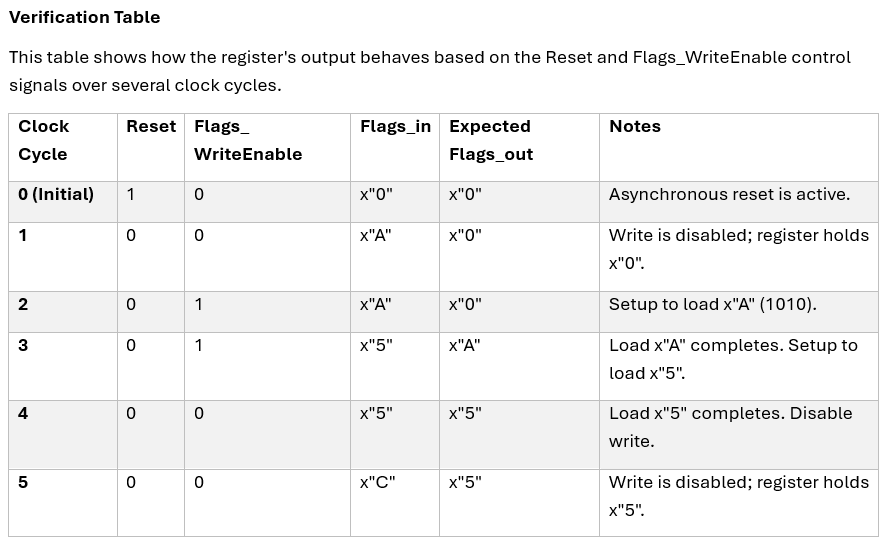 Verification Table
This table shows how the register's output behaves based on the Reset and Flags_WriteEnable control
signals over several clock cycles.
Clock Cycle Reset Flags_ WriteEnable Flags_in Expected Flags_out Notes
0 (Initial) 1 0 x"0" x"0" Asynchronous reset is active.
1 0 0 x"A" x"0" Write is disabled; register holds
x"0".
2 0 1 x"A" x"0" Setup to load x"A" (1010).
3 0 1 x"5" x"A" Load x"A" completes. Setup to
load x"5".
4 0 0 x"5" x"5" Load x"5" completes. Disable
write.
5 0 0 x"C" x"5" Write is disabled; register holds
x"5".